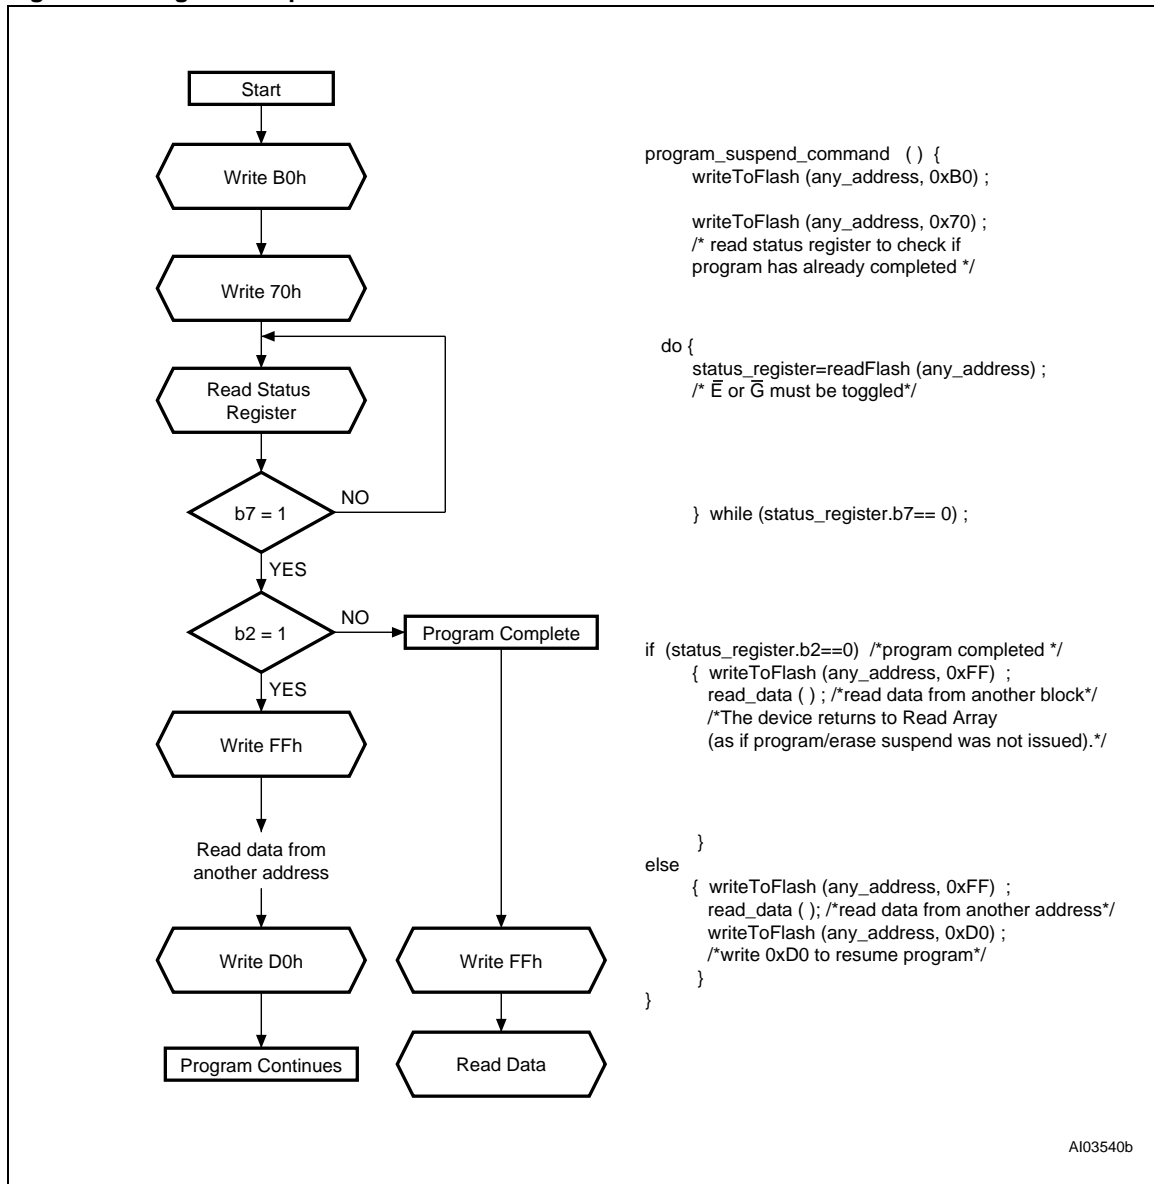 Start
Write B0h
Write 70h
Read Status
Register
NO
b7 = 1
YES
NO
b2 = 1
Program Complete
YES
Write FFh
Read data from
another address
Write D0h
Write FFh
Program Continues
Read Data
program_suspend_command ( ) {
writeToFlash (any_address, 0xB0) ;
writeToFlash (any_address, 0x70) ;
/* read status register to check if
program has already completed */
do {
status_register=readFlash (any_address) ;
/* E̅ or G̅ must be toggled*/
} while (status_register.b7== 0) ;
if (status_register.b2==0) /*program completed */
{ writeToFlash (any_address, 0xFF) ;
read_data ( ) ; /*read data from another block*/
/*The device returns to Read Array
(as if program/erase suspend was not issued).*/
}
else
{ writeToFlash (any_address, 0xFF) ;
read_data ( ); /*read data from another address*/
writeToFlash (any_address, 0xD0) ;
/*write 0xD0 to resume program*/
}
}
AI03540b